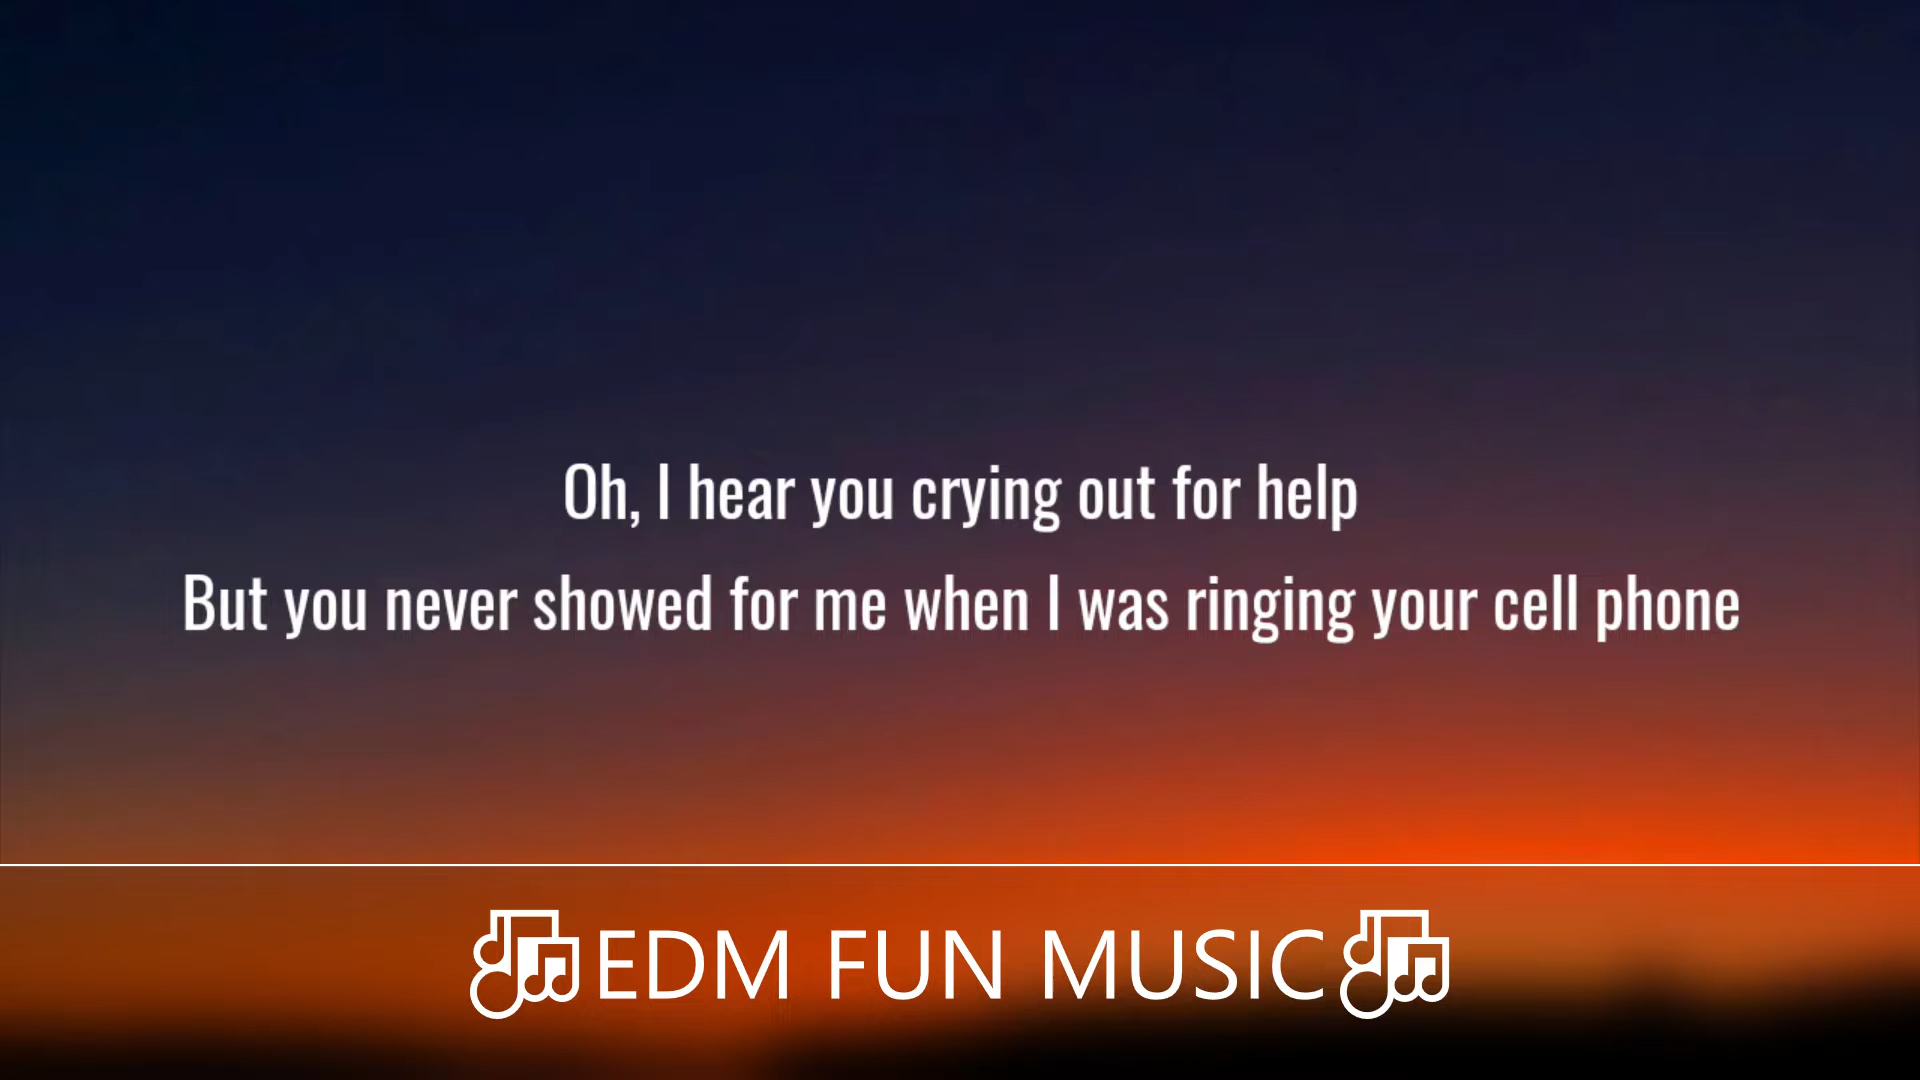 Oh, I hear you crying out for help
But you never showed for me when I was ringing your cell phone
EDM FUN MUSIC